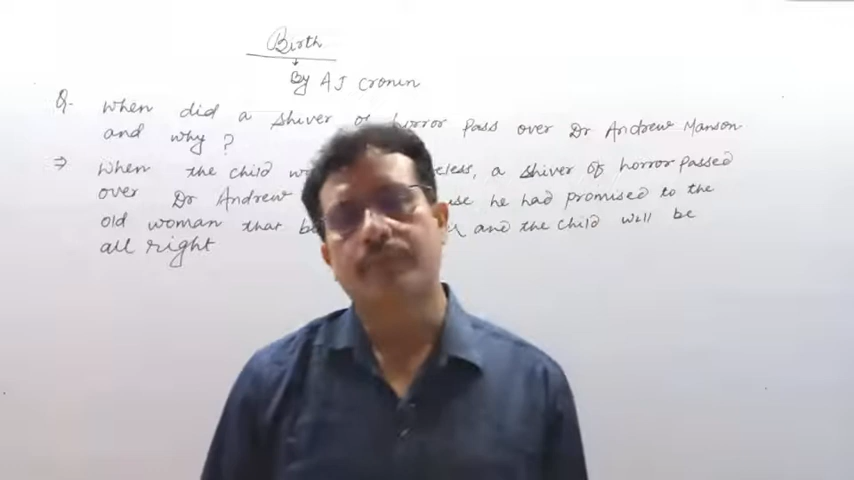 Birth
By AJ Cronin
Q. When did a shiver of horror pass over Dr Andrew Manson
and why?
⇒ When the child eless, a shiver of horror passed
over Dr Andrew use he had promised to the
old woman that and the child will be
all right